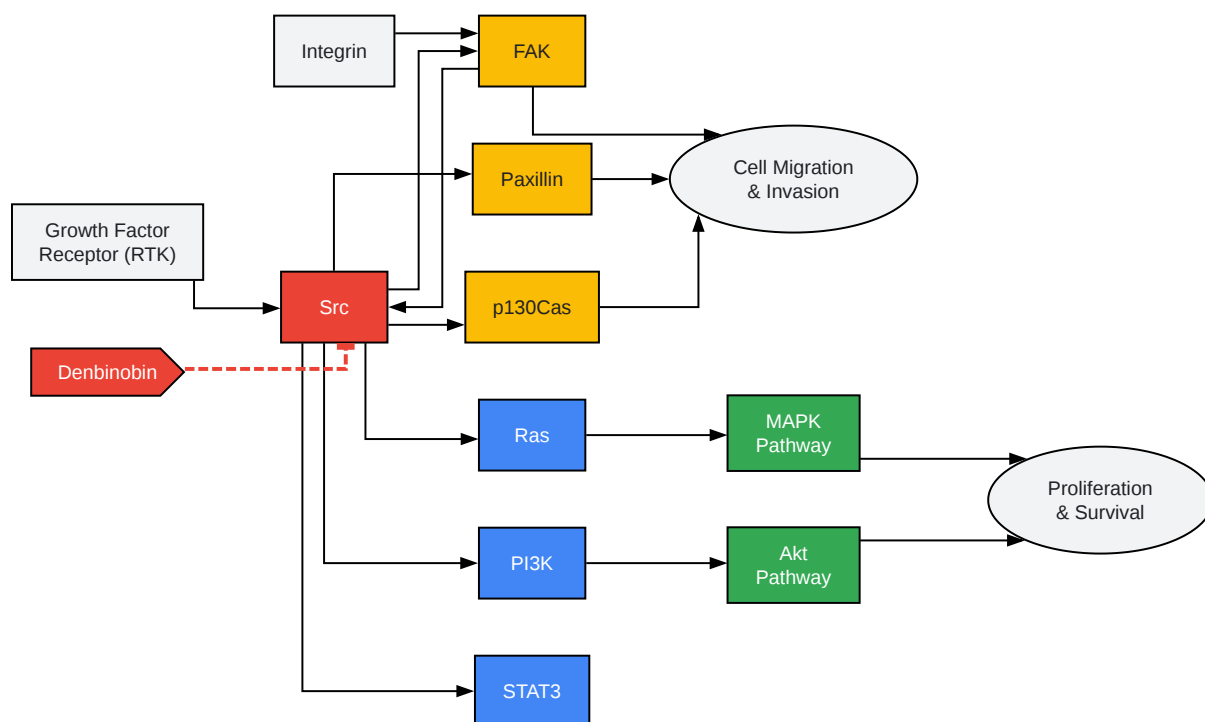 Integrin
FAK
Paxillin
Cell Migration
& Invasion
Growth Factor
Receptor (RTK)
Src
p130Cas
Denbinobin
Ras
MAPK
Pathway
Proliferation
& Survival
PI3K
Akt
Pathway
STAT3